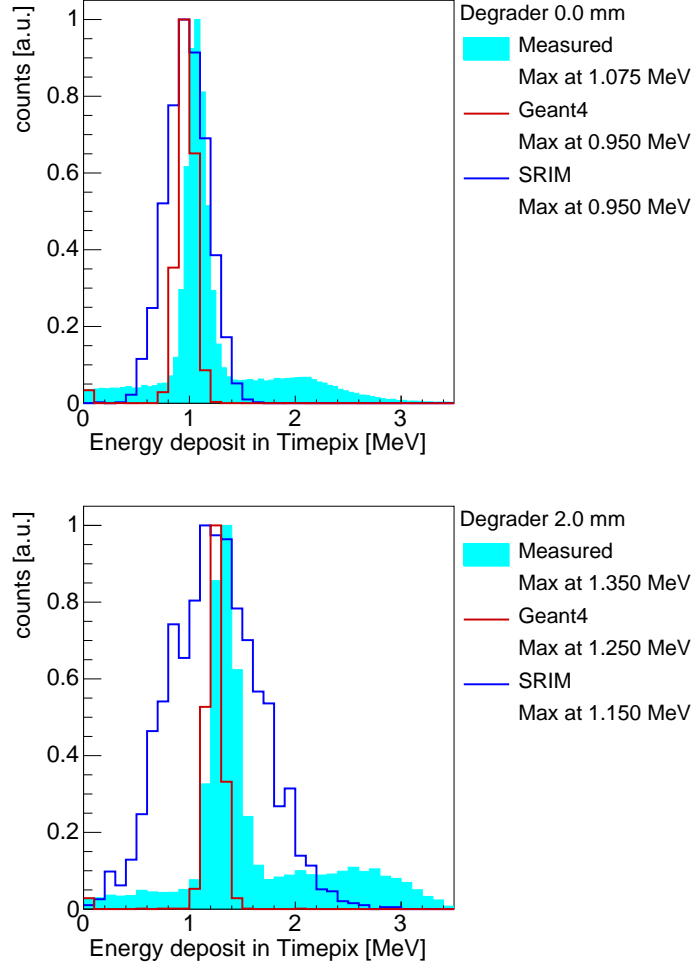 counts [a.u.]
1
0.8
0.6
0.4
0.2
0
0 1 2 3
Energy deposit in Timepix [MeV]
Degrader 0.0 mm
Measured
Max at 1.075 MeV
Geant4
Max at 0.950 MeV
SRIM
Max at 0.950 MeV
counts [a.u.]
1
0.8
0.6
0.4
0.2
0
0 1 2 3
Energy deposit in Timepix [MeV]
Degrader 2.0 mm
Measured
Max at 1.350 MeV
Geant4
Max at 1.250 MeV
SRIM
Max at 1.150 MeV